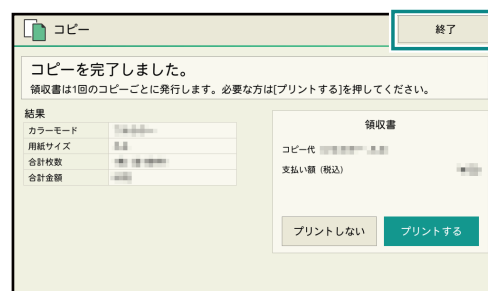 コピー
終了
コピーを完了しました。
領収書は1回のコピーごとに発行します。必要な方は[プリントする]を押してください。
結果
カラーモード
用紙サイズ
合計枚数
合計金額
領収書
コピー代
支払い額（税込）
プリントしない
プリントする